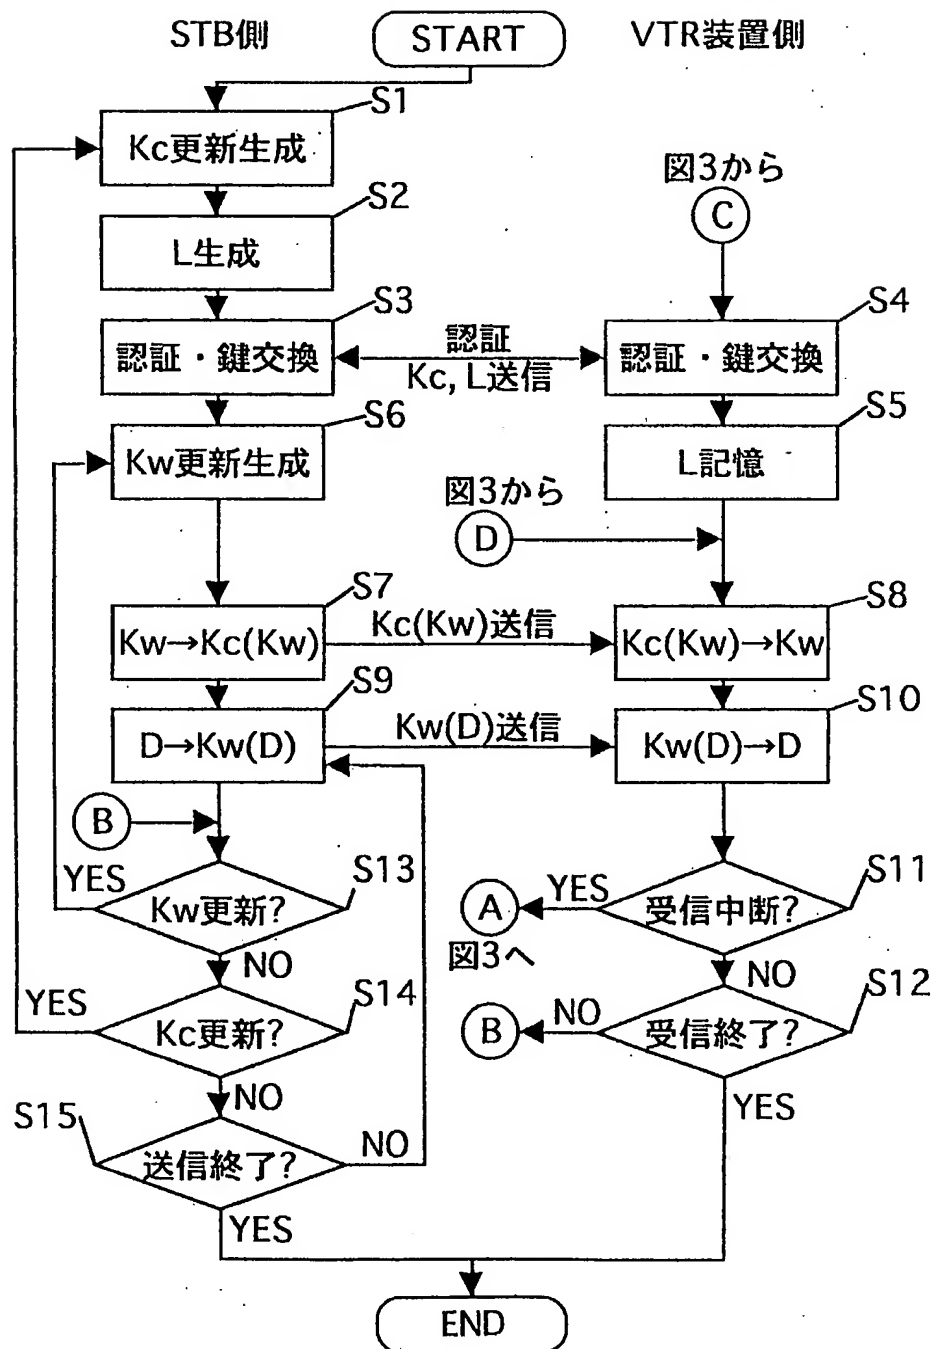 STB側
START
VTR装置側
S1
Kc更新生成
図3から
C
S2
L生成
S3
認証・鍵交換
認証
Kc, L送信
S4
認証・鍵交換
S6
Kw更新生成
S5
L記憶
図3から
D
S7
Kw→Kc(Kw)
Kc(Kw)送信
S8
Kc(Kw)→Kw
S9
D→Kw(D)
Kw(D)送信
S10
Kw(D)→D
B
YES
S13
Kw更新?
NO
A
図3へ
YES
S11
受信中断?
NO
YES
S14
Kc更新?
NO
B
NO
S12
受信終了?
YES
S15
送信終了?
NO
YES
END